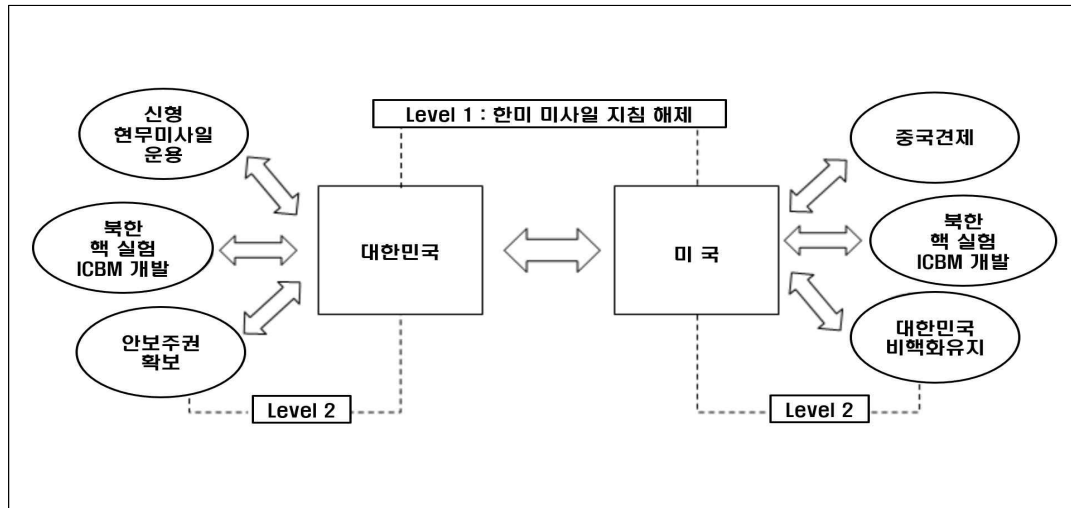 Level 1 : 한미 미사일 지침 해제
신형
현무미사일
운용
북한
핵 실험
ICBM 개발
안보주권
확보
대한민국
미 국
중국견제
북한
핵 실험
ICBM 개발
대한민국
비핵화유지
Level 2
Level 2